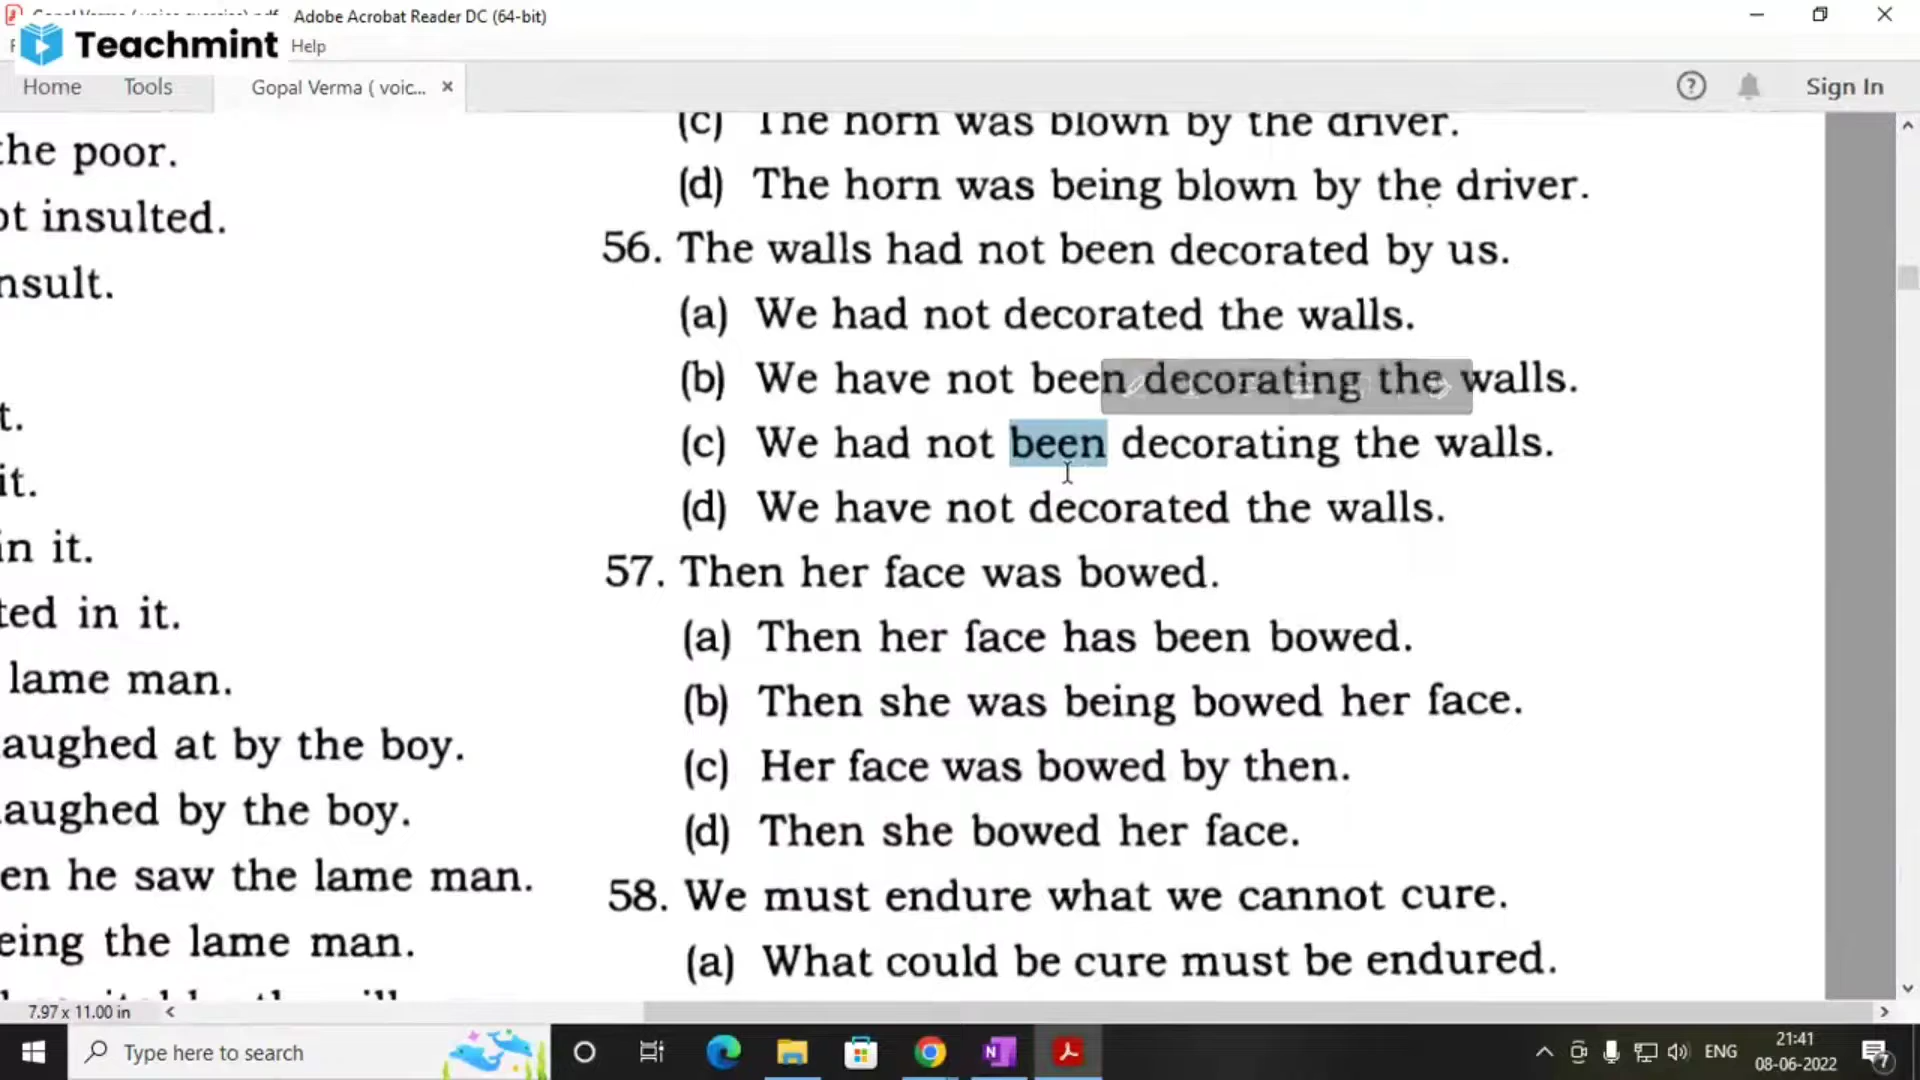 Adobe Acrobat Reader DC (64-bit)
Teachmint
Help
Home Tools Gopal Verma ( voic... × Sign In
the poor.
ot insulted.
nsult.
t.
it.
in it.
ted in it.
lame man.
laughed at by the boy.
laughed by the boy.
en he saw the lame man.
eing the lame man.
(c) The horn was blown by the driver.
(d) The horn was being blown by the driver.
56. The walls had not been decorated by us.
(a) We had not decorated the walls.
(b) We have not been decorating the walls.
(c) We had not been decorating the walls.
(d) We have not decorated the walls.
57. Then her face was bowed.
(a) Then her face has been bowed.
(b) Then she was being bowed her face.
(c) Her face was bowed by then.
(d) Then she bowed her face.
58. We must endure what we cannot cure.
(a) What could be cure must be endured.
7.97 x 11.00 in
Type here to search
ENG
21:41
08-06-2022
7